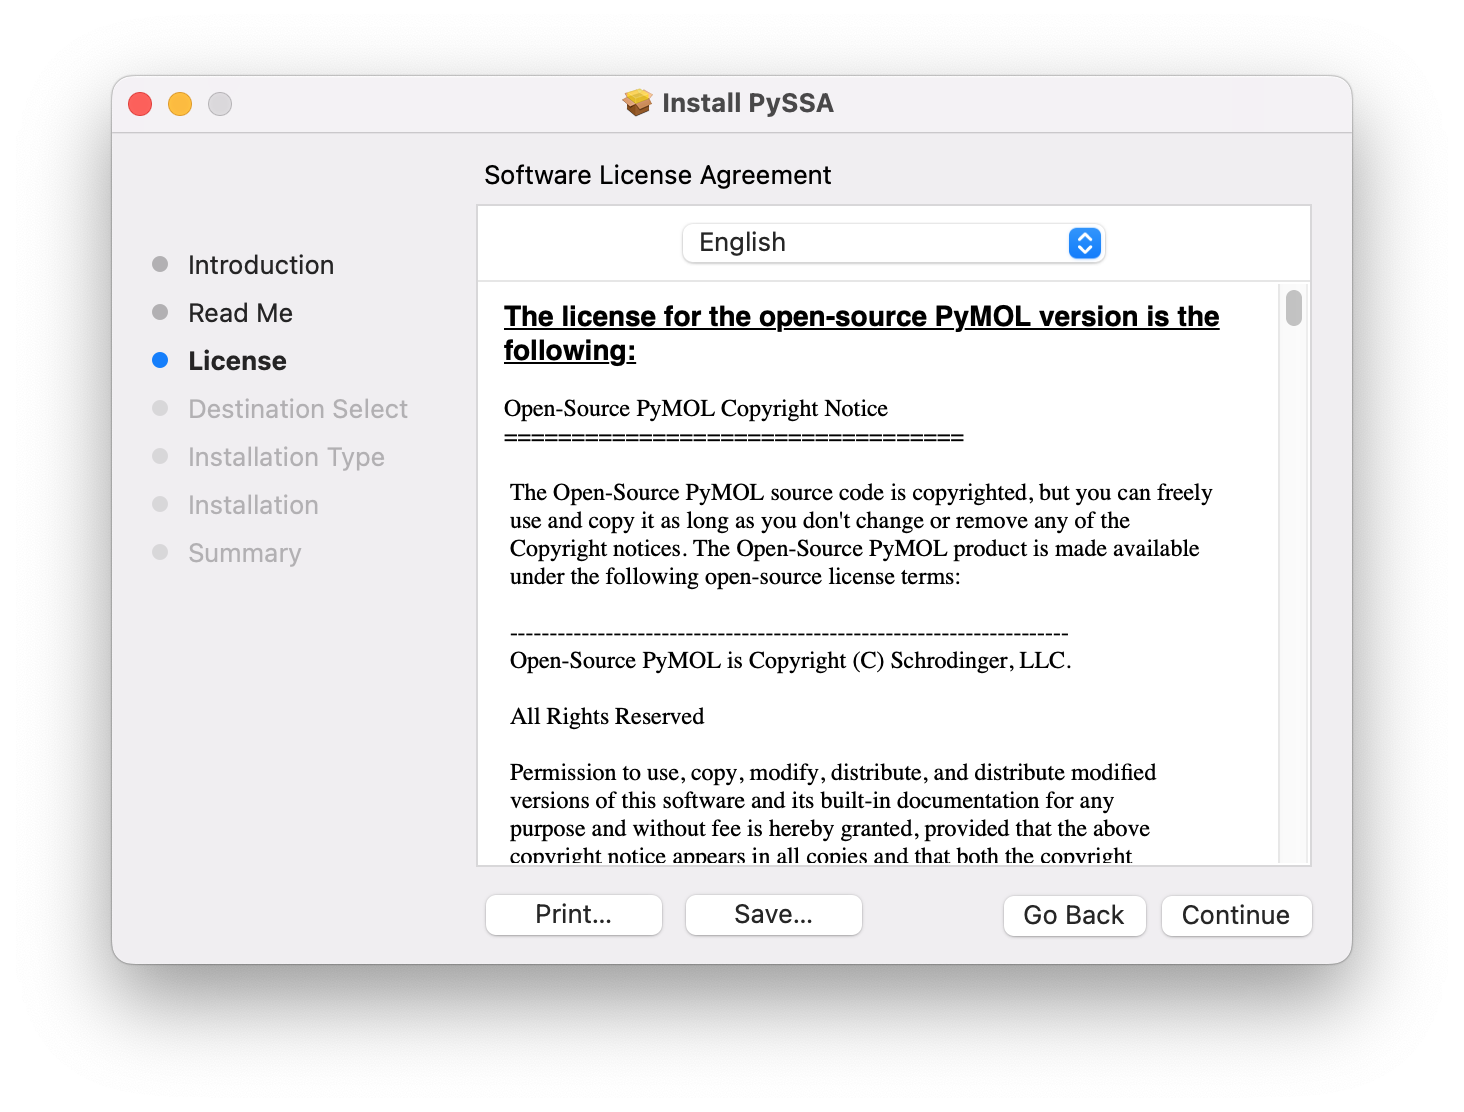 Install PySSA
Software License Agreement
Introduction
Read Me
License
Destination Select
Installation Type
Installation
Summary
English
The license for the open-source PyMOL version is the
following:
Open-Source PyMOL Copyright Notice
==================================
The Open-Source PyMOL source code is copyrighted, but you can freely
use and copy it as long as you don't change or remove any of the
Copyright notices. The Open-Source PyMOL product is made available
under the following open-source license terms:
----------------------------------------------------------------------
Open-Source PyMOL is Copyright (C) Schrodinger, LLC.
All Rights Reserved
Permission to use, copy, modify, distribute, and distribute modified
versions of this software and its built-in documentation for any
purpose and without fee is hereby granted, provided that the above
copyright notice appears in all copies and that both the copyright
Print...
Save...
Go Back
Continue